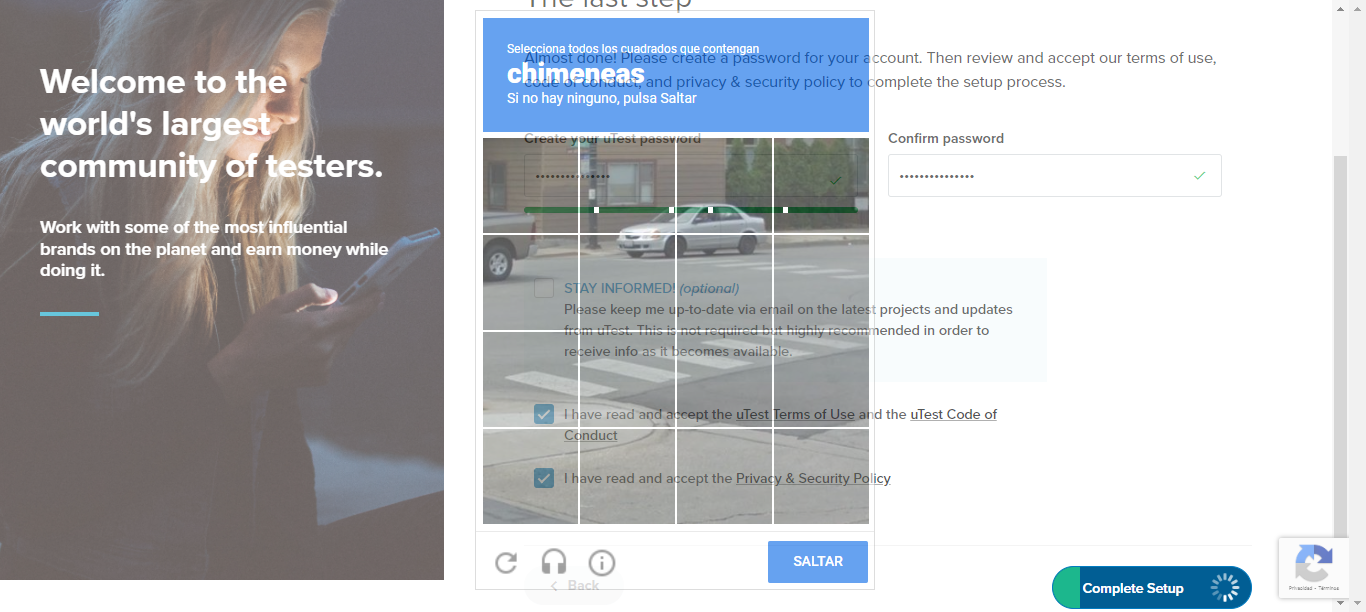 The last step
Welcome to the
world's largest
community of testers.
Work with some of the most influential
brands on the planet and earn money while
doing it.
Almost done! Please create a password for your account. Then review and accept our terms of use,
code of conduct, and privacy & security policy to complete the setup process.
Selecciona todos los cuadrados que contengan
chimeneas
Si no hay ninguno, pulsa Saltar
Create your uTest password
Confirm password
•••••••••••••••
•••••••••••••••
STAY INFORMED! (optional)
Please keep me up-to-date via email on the latest projects and updates
from uTest. This is not required but highly recommended in order to
receive info as it becomes available.
I have read and accept the uTest Terms of Use and the uTest Code of
Conduct
I have read and accept the Privacy & Security Policy
SALTAR
Back
Complete Setup
Privacidad - Términos